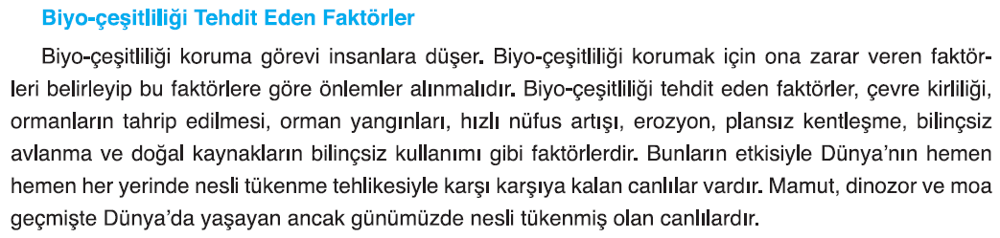 Biyo-çeşitliliği Tehdit Eden Faktörler
Biyo-çeşitliliği koruma görevi insanlara düşer. Biyo-çeşitliliği korumak için ona zarar veren faktör-
leri belirleyip bu faktörlere göre önlemler alınmalıdır. Biyo-çeşitliliği tehdit eden faktörler, çevre kirliliği,
ormanların tahrip edilmesi, orman yangınları, hızlı nüfus artışı, erozyon, plansız kentleşme, bilinçsiz
avlanma ve doğal kaynakların bilinçsiz kullanımı gibi faktörlerdir. Bunların etkisiyle Dünya’nın hemen
hemen her yerinde nesli tükenme tehlikesiyle karşı karşıya kalan canlılar vardır. Mamut, dinozor ve moa
geçmişte Dünya’da yaşayan ancak günümüzde nesli tükenmiş olan canlılardır.